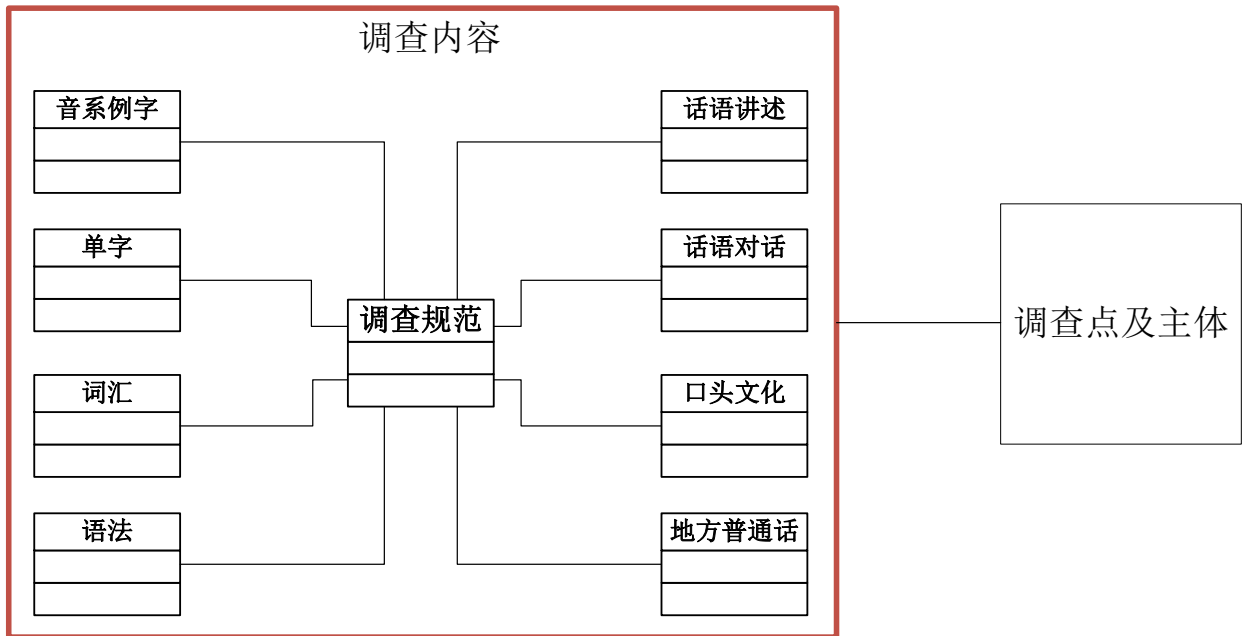 调查内容
音系例字
话语讲述
单字
话语对话
调查规范
调查点及主体
词汇
口头文化
语法
地方普通话